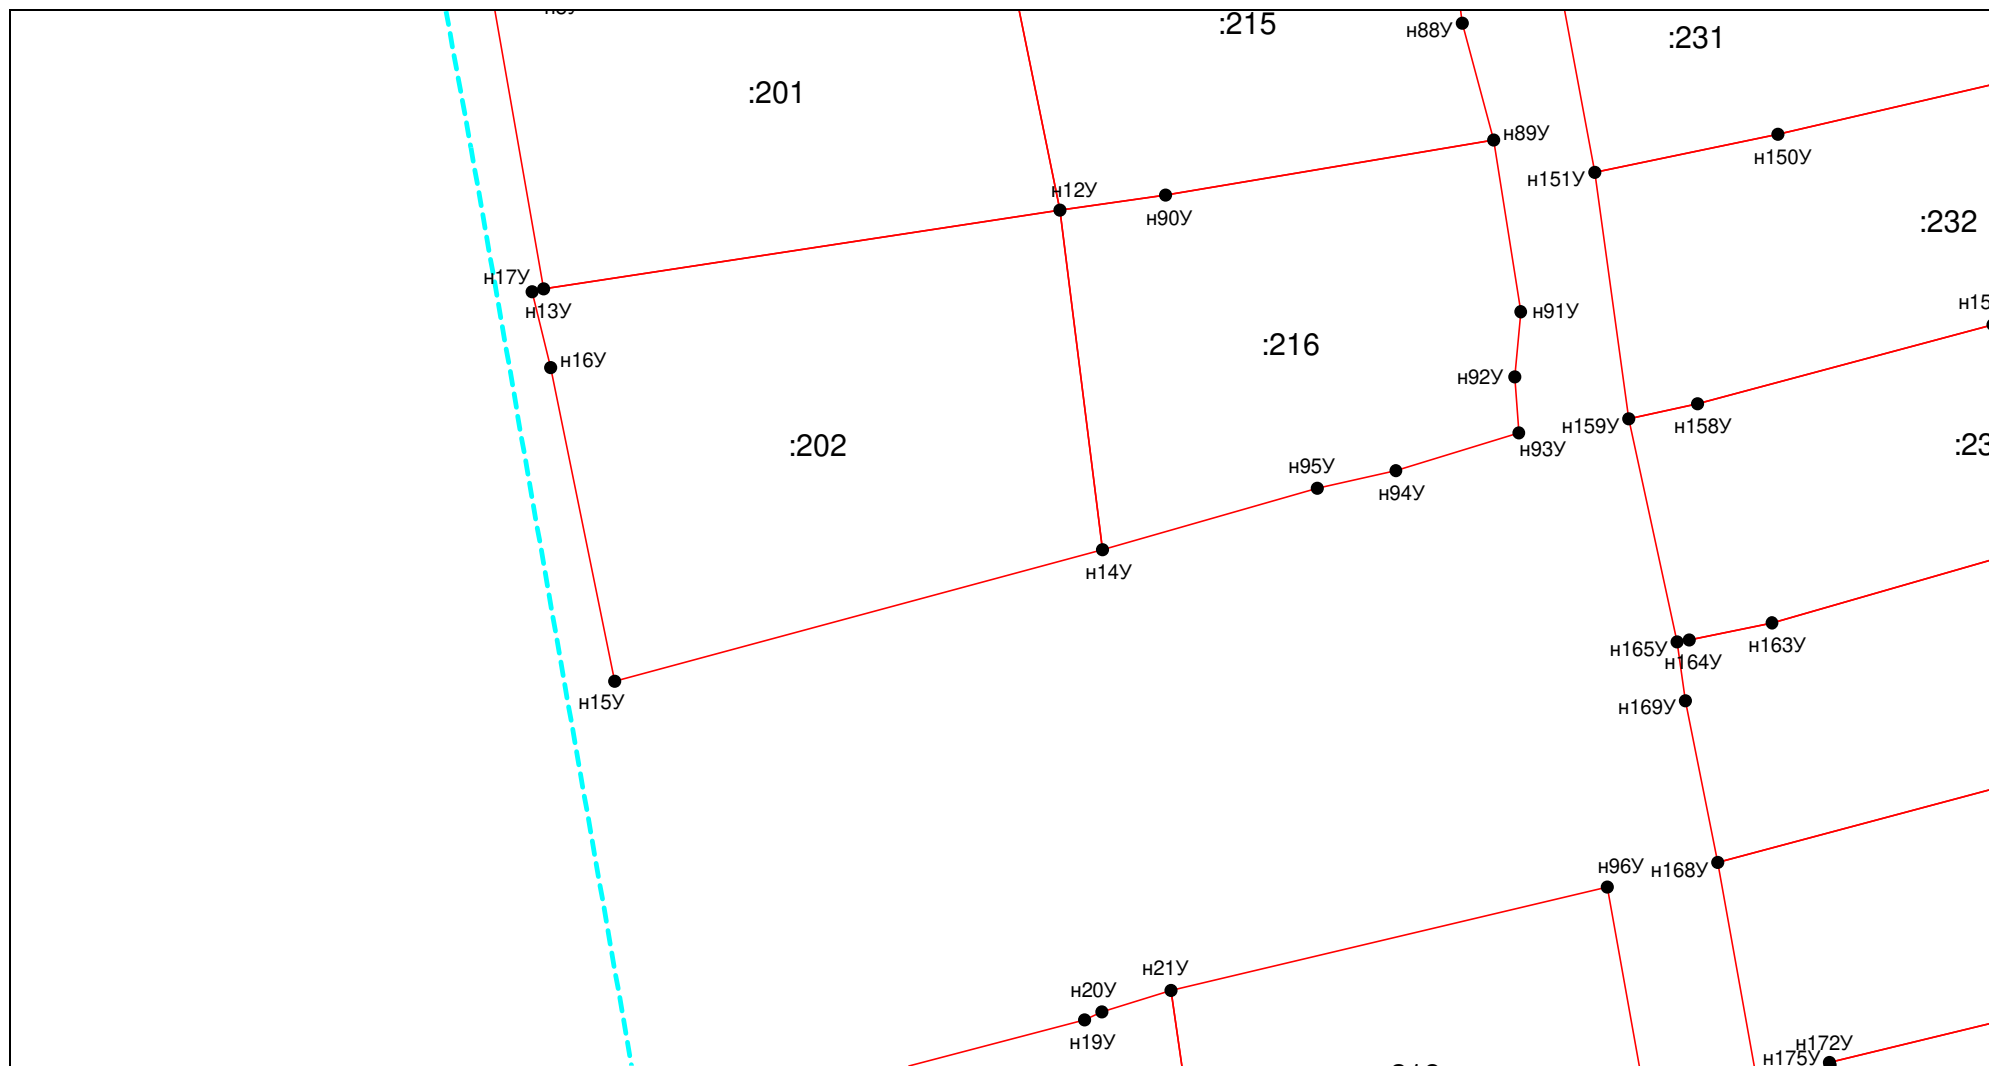 :215
н88У
:231
:201
н89У
н150У
н151У
н12У
н90У
:232
н17У
н13У
н91У
:216
н16У
н92У
н159У
н158У
н93У
:202
н95У
н94У
н14У
н165У
н164У
н163У
н15У
н169У
н96У
н168У
н21У
н20У
н19У
н172У
н175У